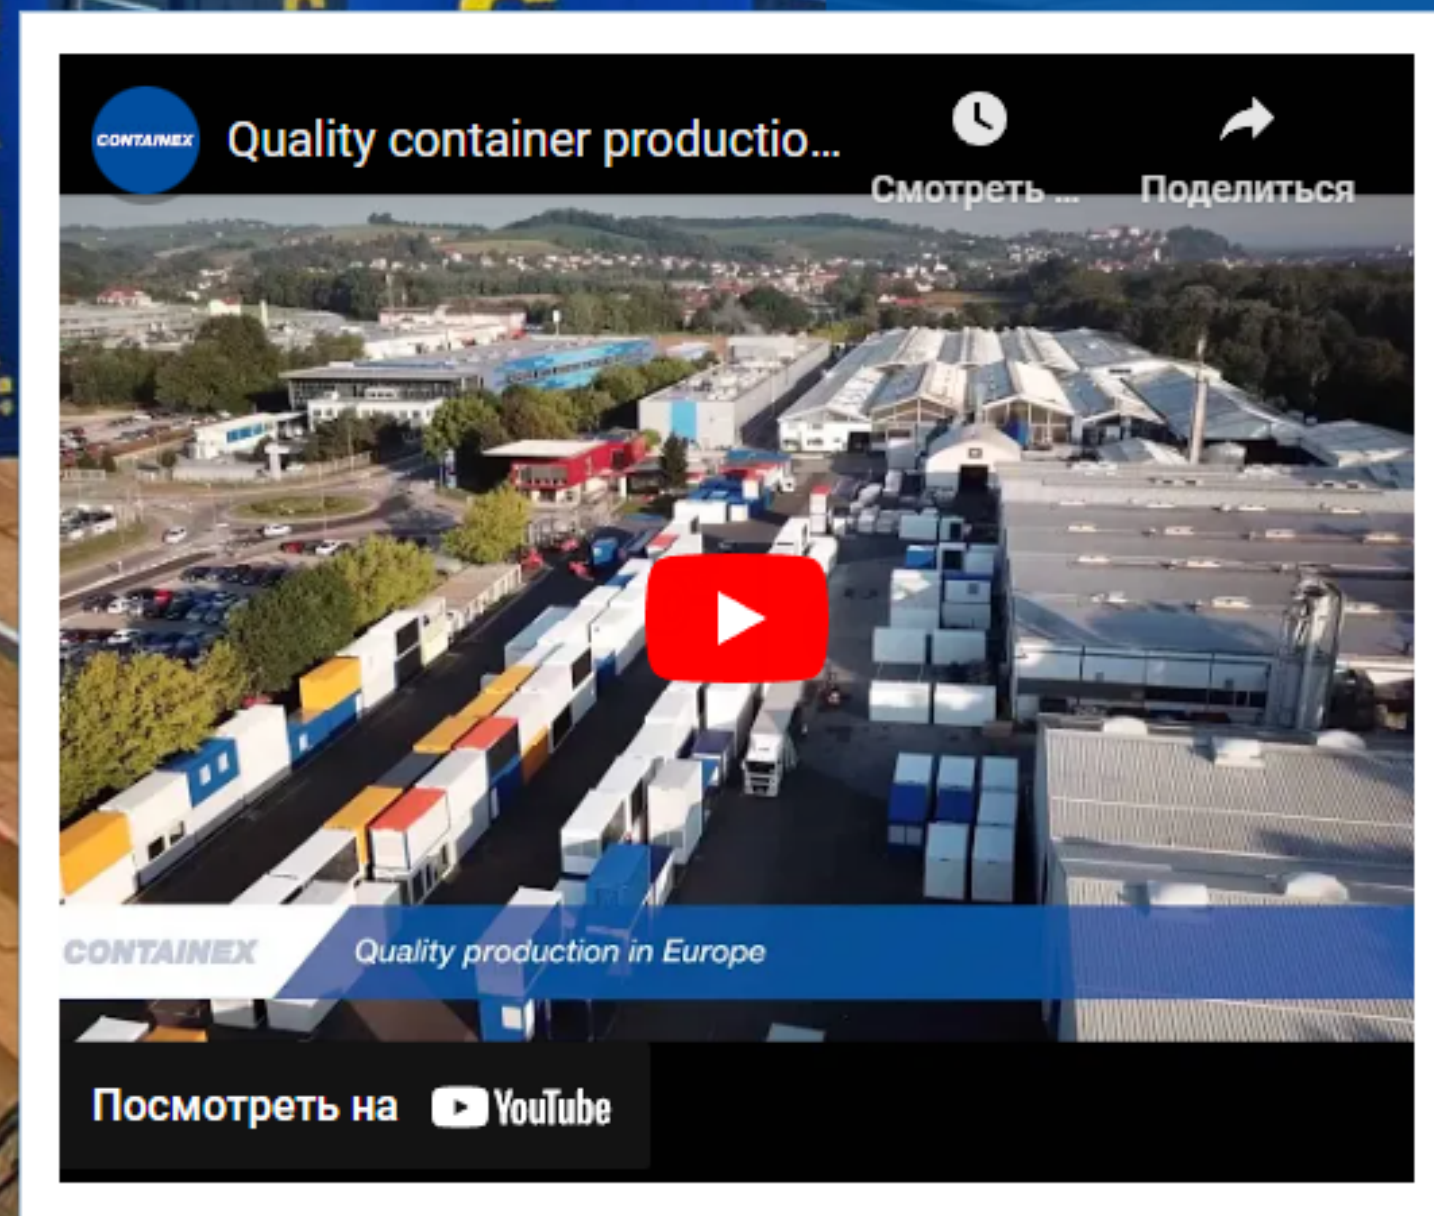 CONTAINEX
Quality container productio...
Смотреть ...
Поделиться
CONTAINEX
Quality production in Europe
Посмотреть на YouTube